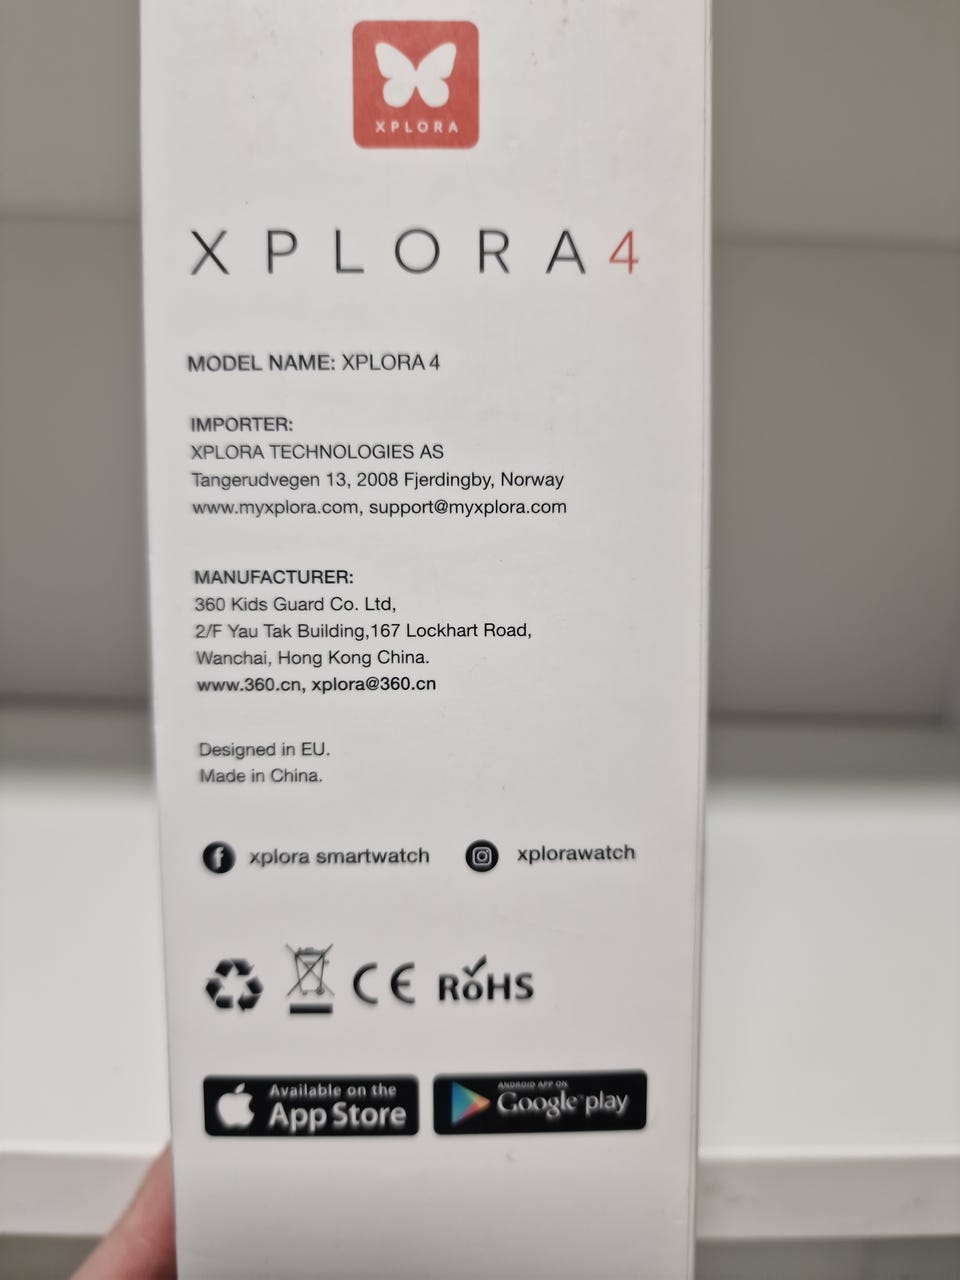 XPLORA
XPLORA4
MODEL NAME: XPLORA 4
IMPORTER:
XPLORA TECHNOLOGIES AS
Tangerudvegen 13, 2008 Fjerdingby, Norway
www.myxplora.com, support@myxplora.com
MANUFACTURER:
360 Kids Guard Co. Ltd,
2/F Yau Tak Building,167 Lockhart Road,
Wanchai, Hong Kong China.
www.360.cn, xplora@360.cn
Designed in EU.
Made in China.
xplora smartwatch xplorawatch
CE RoHS
Available on the
App Store
ANDROID APP ON
Google play